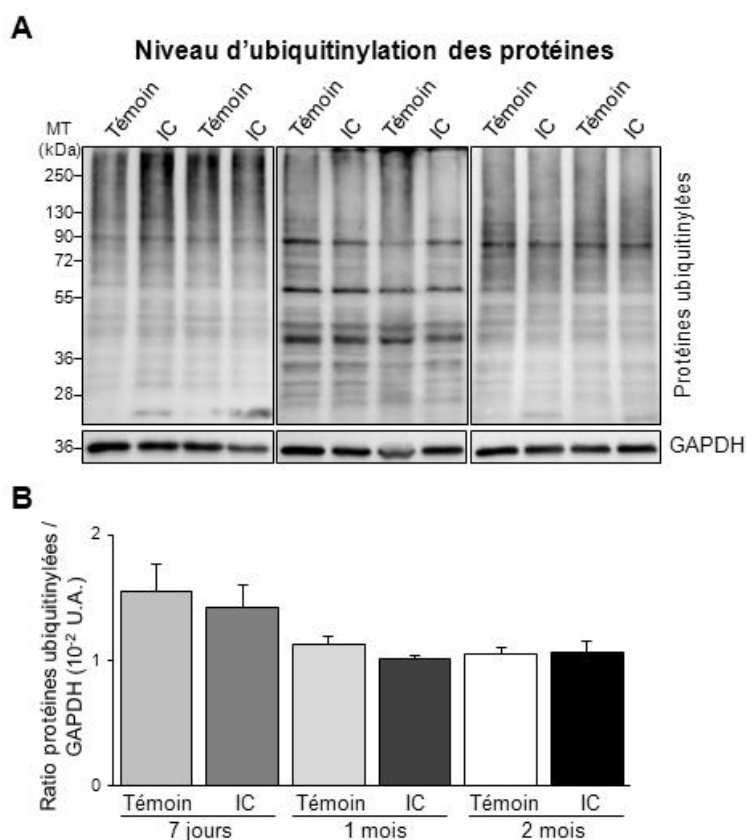 A
Niveau d'ubiquitinylation des protéines
Témoin IC Témoin IC Témoin IC Témoin IC Témoin IC Témoin IC
MT
(kDa)
250
130
90
72
55
36
28
Protéines ubiquitinylées
36
GAPDH
B
Ratio protéines ubiquitinylées /
GAPDH (10-2 U.A.)
2
1
0
Témoin IC Témoin IC Témoin IC
7 jours 1 mois 2 mois